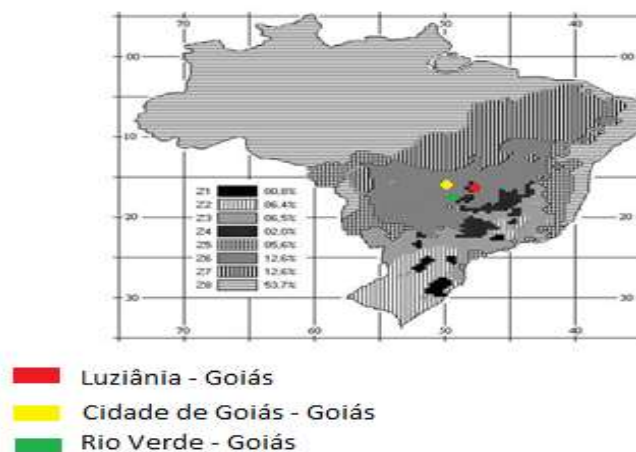 70 50
00 00
10
Z1 00.8%
Z2 06.4%
Z3 06.5%
Z4 02.0%
Z5 05.6%
Z6 12.6%
Z7 12.6%
Z8 53.7%
20 20
30 30
70 60 50 40
Luziânia - Goiás
Cidade de Goiás - Goiás
Rio Verde - Goiás